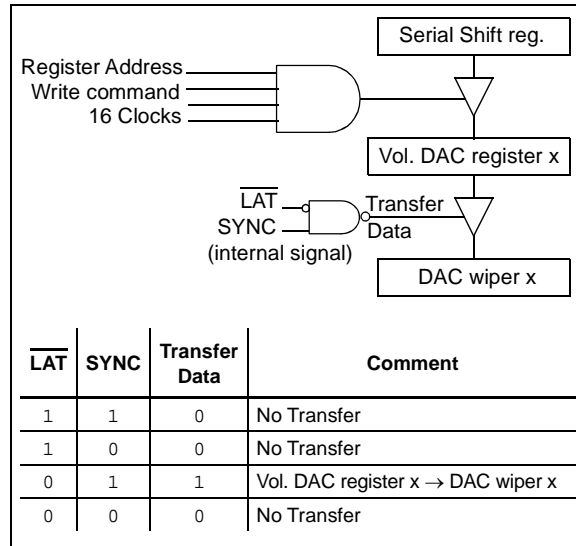 Serial Shift reg.
Register Address
Write command
16 Clocks
Vol. DAC register x
L̅A̅T̅
SYNC
(internal signal)
Transfer
Data
DAC wiper x
L̅A̅T̅ SYNC Transfer Data Comment
1 1 0 No Transfer
1 0 0 No Transfer
0 1 1 Vol. DAC register x → DAC wiper x
0 0 0 No Transfer